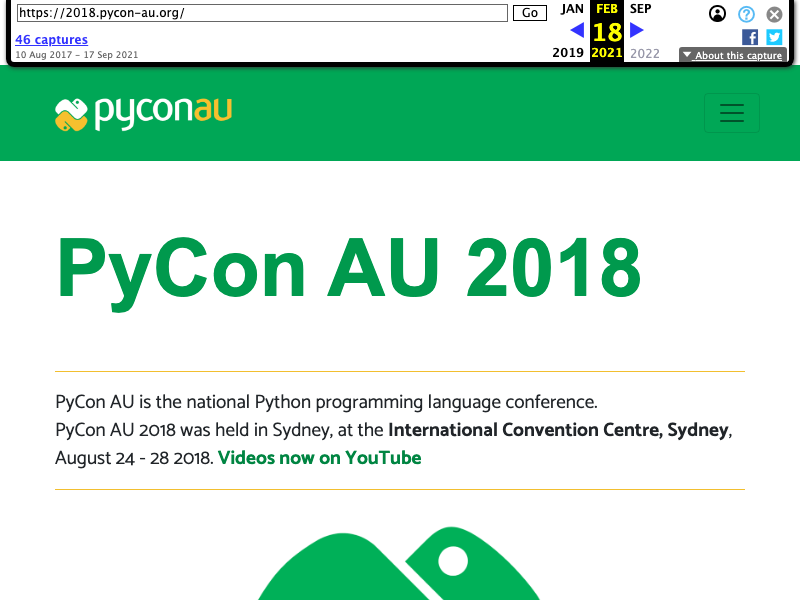 https://2018.pycon-au.org/
Go
JAN FEB SEP
46 captures
18
10 Aug 2017 – 17 Sep 2021
2019 2021 2022
About this capture
pyconau
PyCon AU 2018
PyCon AU is the national Python programming language conference.
PyCon AU 2018 was held in Sydney, at the International Convention Centre, Sydney,
August 24 - 28 2018. Videos now on YouTube